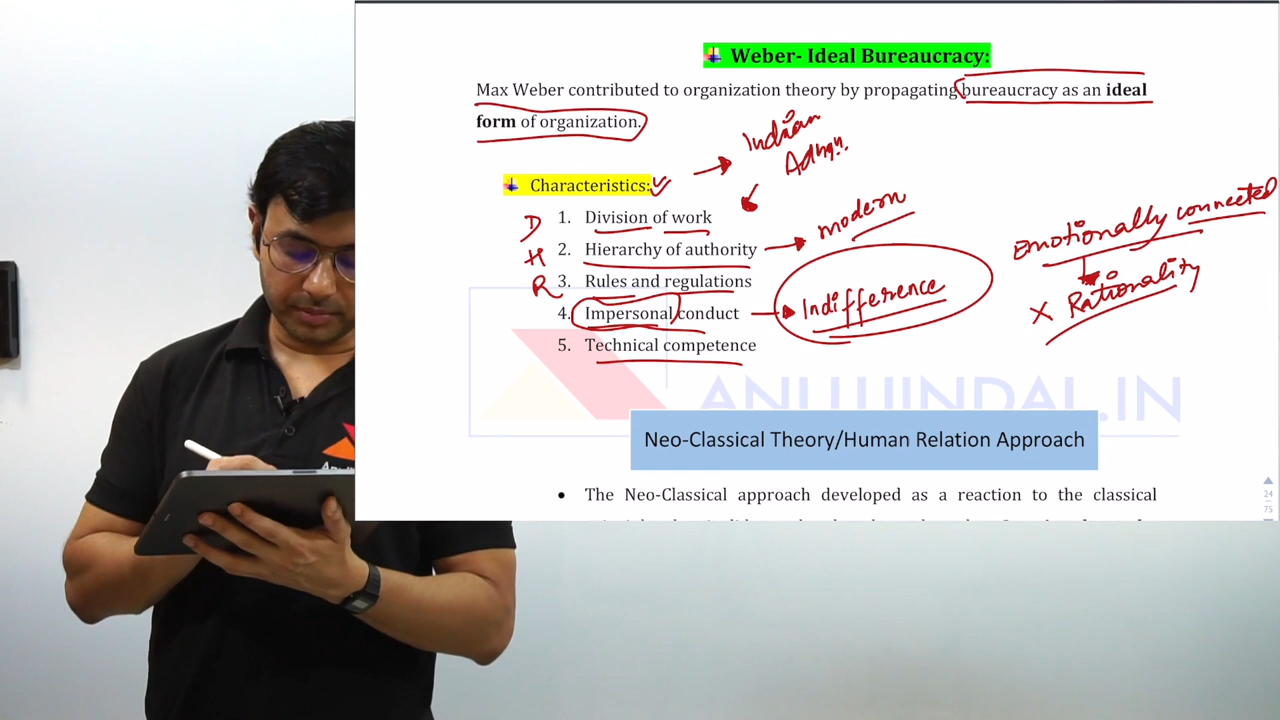 Weber- Ideal Bureaucracy:
Max Weber contributed to organization theory by propagating bureaucracy as an ideal
form of organization.
Indian
Admn.
Characteristics:
D 1. Division of work
modern
H 2. Hierarchy of authority
Emotionally connected
R 3. Rules and regulations
x Rationality
4. Impersonal conduct
Indifference
5. Technical competence
ANUJJINDAL.IN
Neo-Classical Theory/Human Relation Approach
• The Neo-Classical approach developed as a reaction to the classical
24
75